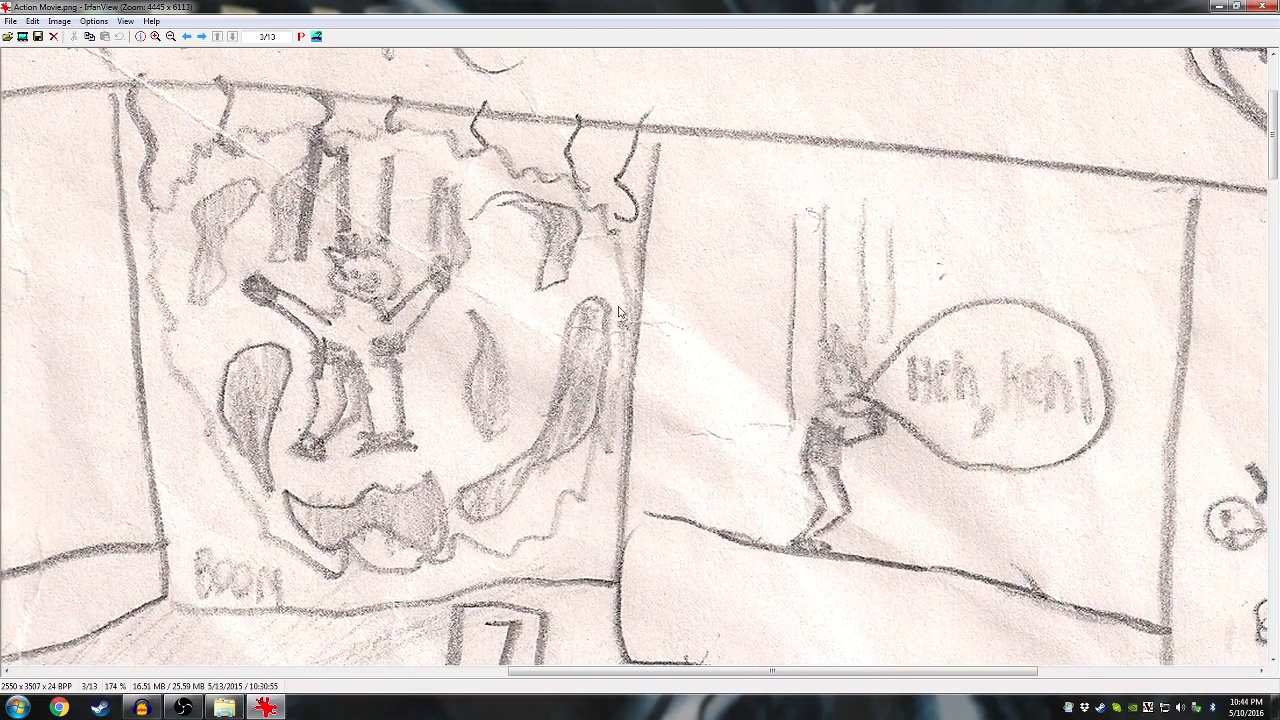 Action Movie.png - IrfanView (Zoom: 4445 x 6113)
File Edit Image Options View Help
3/13
Heh, heh!
BOOM
7
2550 x 3507 x 24 BPP 3/13 174 % 16.51 MB / 25.59 MB 5/13/2015 / 10:30:55
10:44 PM
5/10/2016